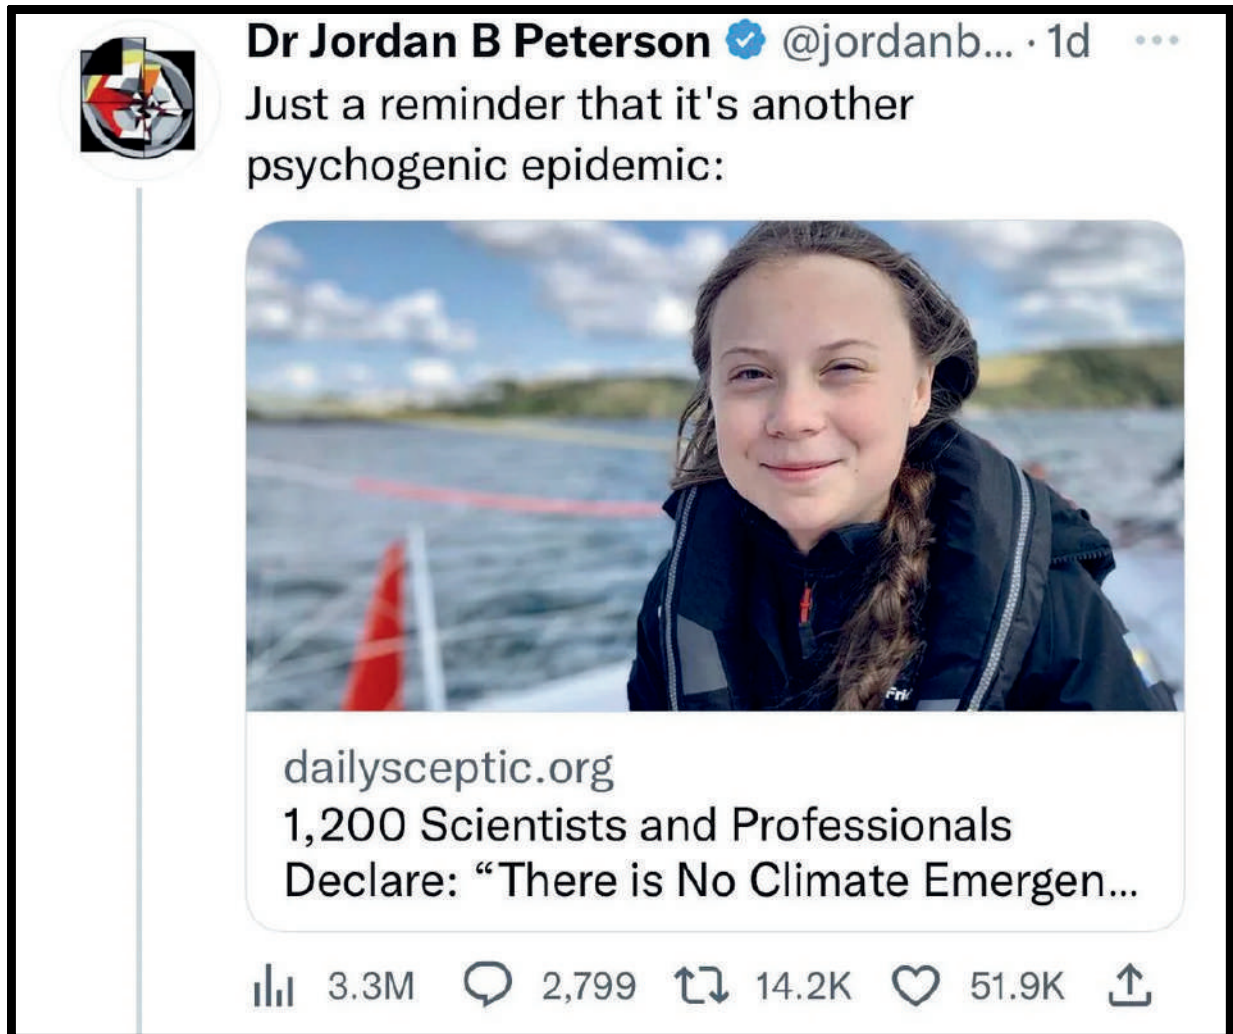 Dr Jordan B Peterson @jordanb... · 1d
Just a reminder that it's another
psychogenic epidemic:
Fri
dailysceptic.org
1,200 Scientists and Professionals
Declare: “There is No Climate Emergen...
3.3M 2,799 14.2K 51.9K